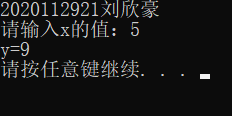 2020112921刘欣豪
请输入x的值：5
y=9
请按任意键继续. . .